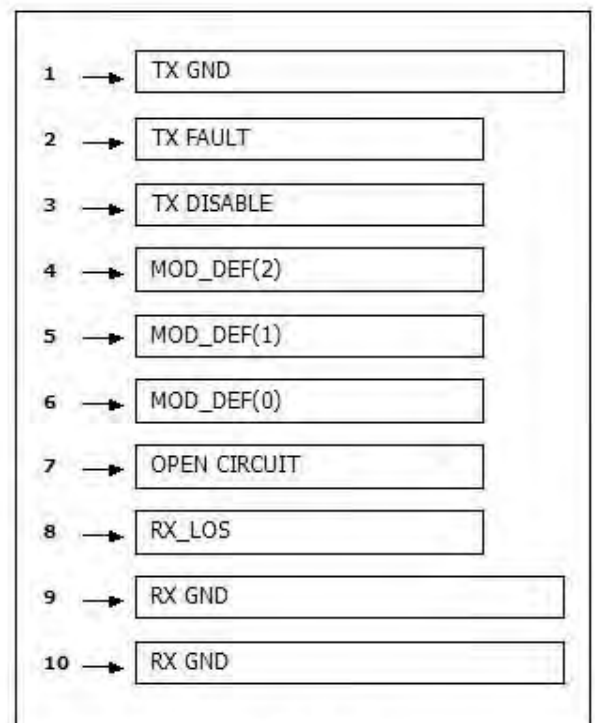 1 TX GND
2 TX FAULT
3 TX DISABLE
4 MOD_DEF(2)
5 MOD_DEF(1)
6 MOD_DEF(0)
7 OPEN CIRCUIT
8 RX_LOS
9 RX GND
10 RX GND